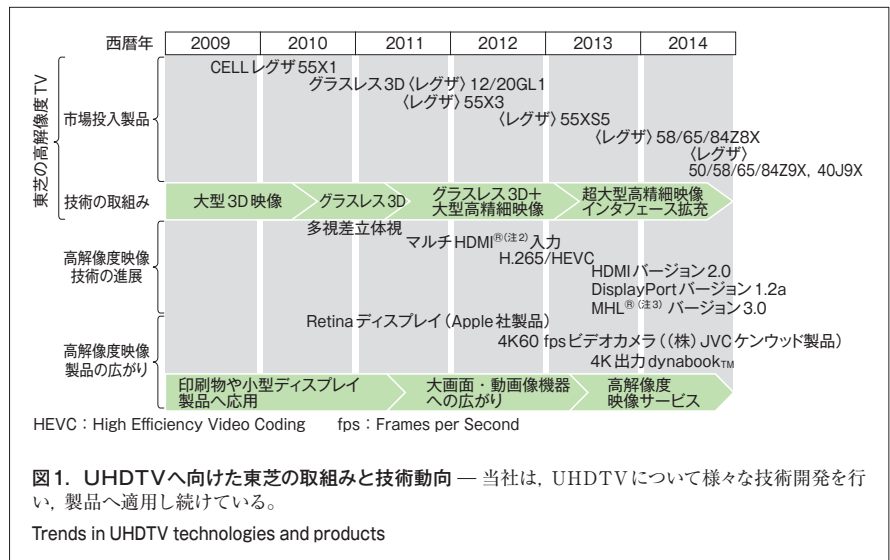 西暦年 2009 2010 2011 2012 2013 2014
東芝の高解像度TV
市場投入製品
CELLレグザ55X1
グラスレス3D〈レグザ〉12/20GL1
〈レグザ〉55X3
〈レグザ〉55XS5
〈レグザ〉58/65/84Z8X
〈レグザ〉
50/58/65/84Z9X, 40J9X
技術の取組み
大型3D映像
グラスレス3D
グラスレス3D+
大型高精細映像
超大型高精細映像
インタフェース拡充
高解像度映像
技術の進展
多視差立体視
マルチHDMI®(注2)入力
H.265/HEVC
HDMIバージョン2.0
DisplayPortバージョン1.2a
MHL®(注3)バージョン3.0
高解像度映像
製品の広がり
Retinaディスプレイ(Apple社製品)
4K60 fpsビデオカメラ((株)JVCケンウッド製品)
4K出力dynabook™
印刷物や小型ディスプレイ
製品へ応用
大画面・動画像機器
への広がり
高解像度
映像サービス
HEVC:High Efficiency Video Coding fps:Frames per Second
図1. UHDTVへ向けた東芝の取組みと技術動向 — 当社は,UHDTVについて様々な技術開発を行
い,製品へ適用し続けている。
Trends in UHDTV technologies and products